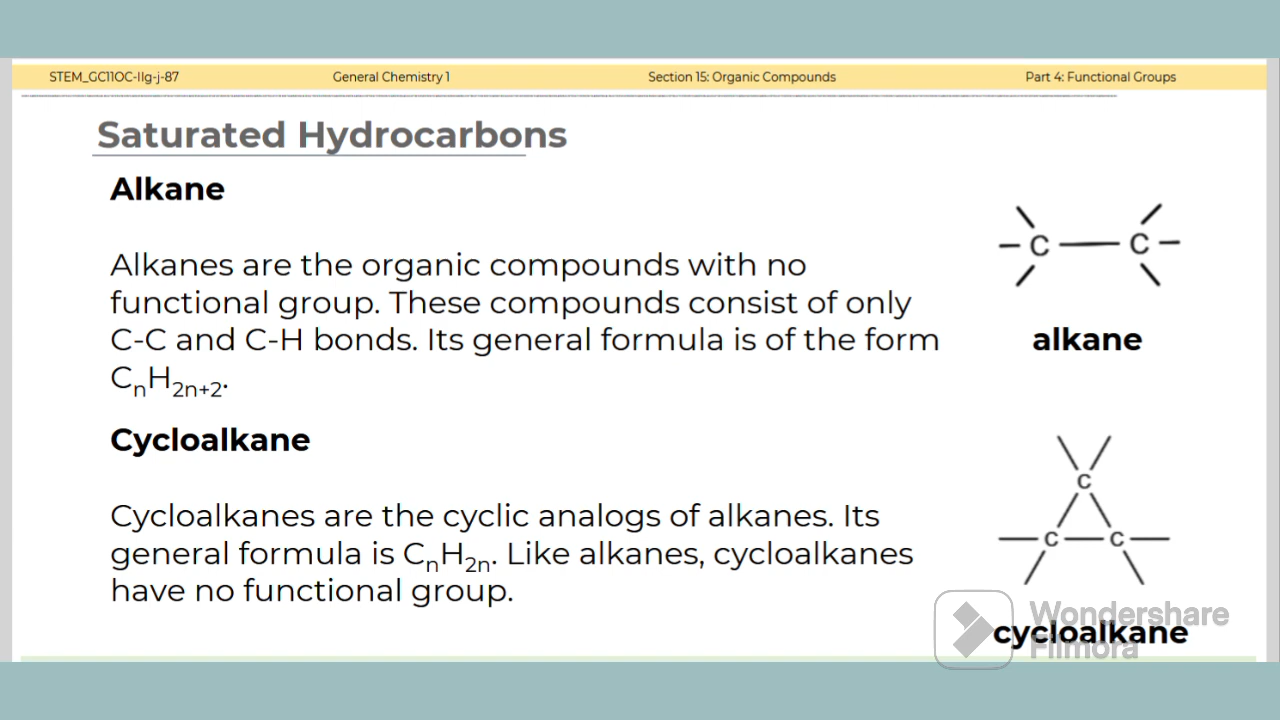 STEM_GC11OC-IIg-j-87 General Chemistry 1 Section 15: Organic Compounds Part 4: Functional Groups
Saturated Hydrocarbons
Alkane
Alkanes are the organic compounds with no
functional group. These compounds consist of only
C-C and C-H bonds. Its general formula is of the form
CₙH₂ₙ₊₂.
C C
alkane
Cycloalkane
Cycloalkanes are the cyclic analogs of alkanes. Its
general formula is CₙH₂ₙ. Like alkanes, cycloalkanes
have no functional group.
C
C C
cycloalkane
Wondershare
Filmora